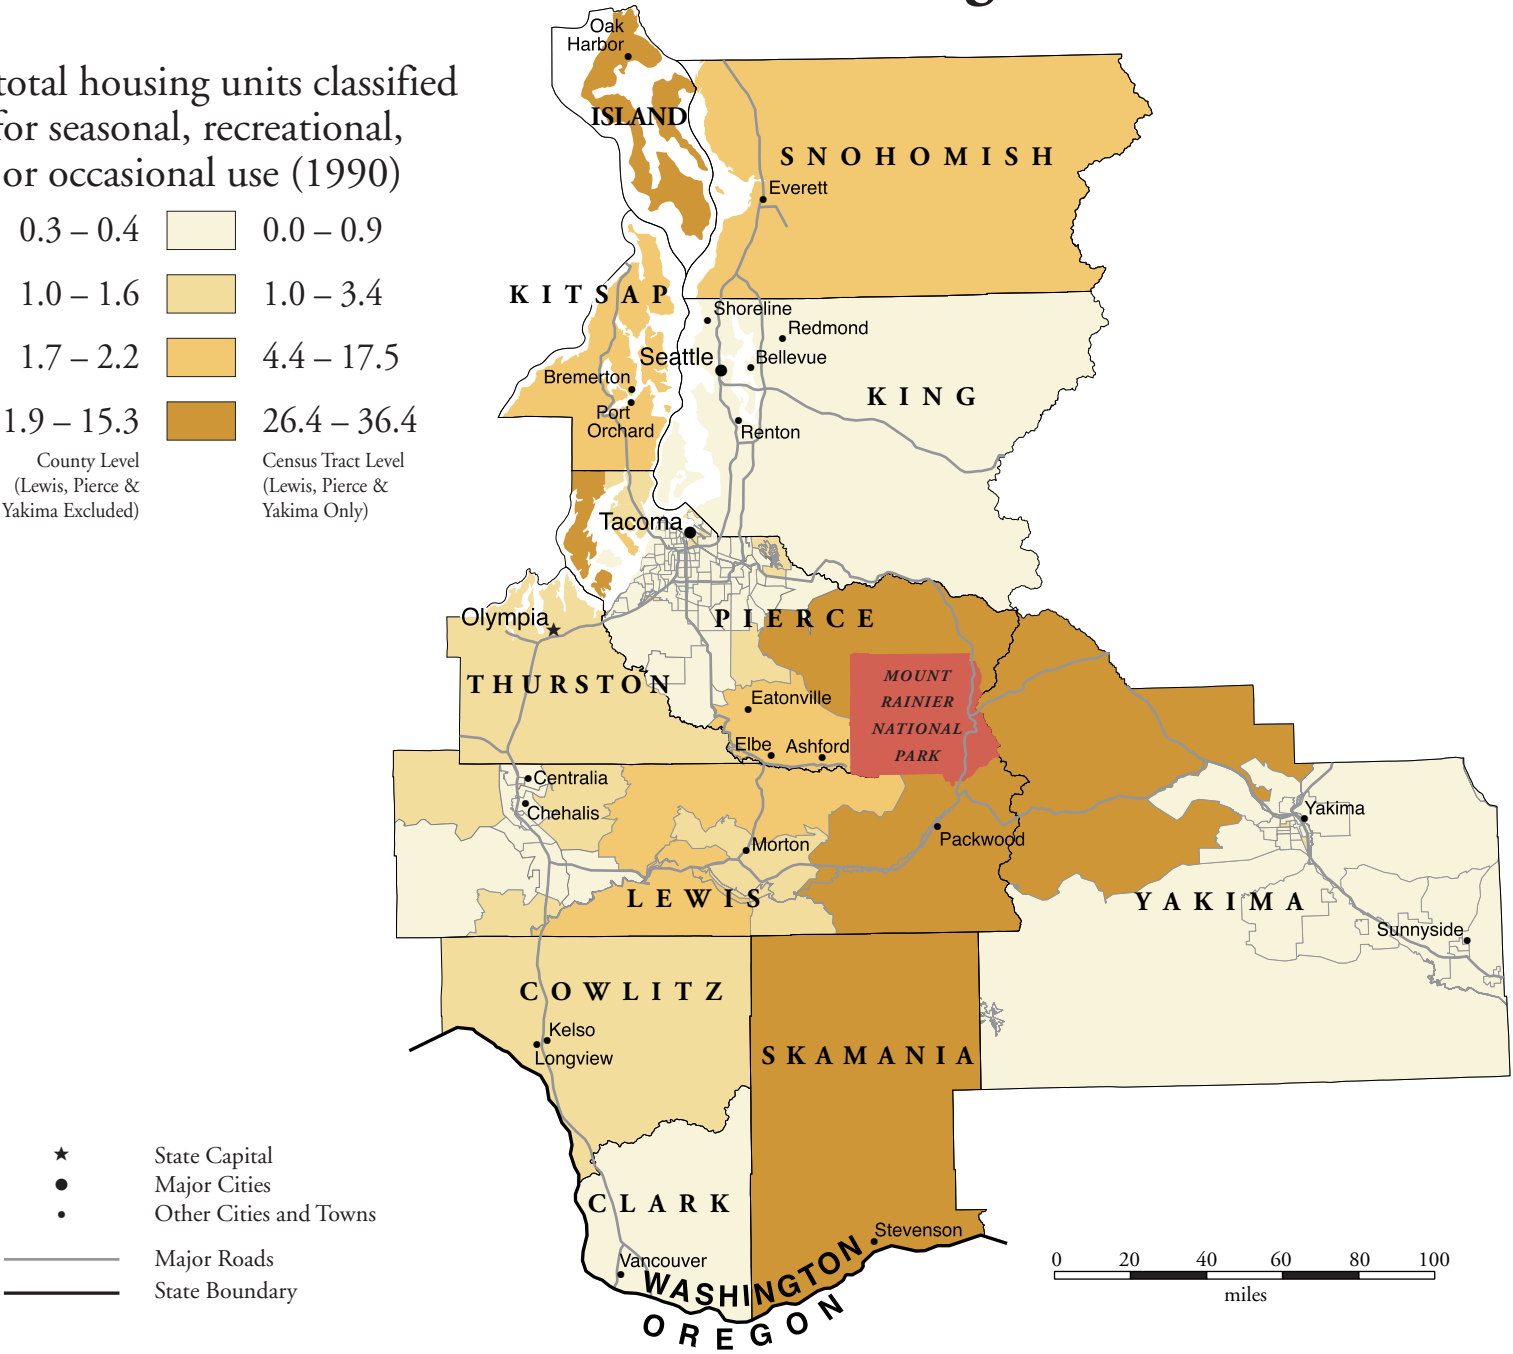 g
total housing units classified
for seasonal, recreational,
or occasional use (1990)
0.3 – 0.4 0.0 – 0.9
1.0 – 1.6 1.0 – 3.4
1.7 – 2.2 4.4 – 17.5
1.9 – 15.3 26.4 – 36.4
County Level
(Lewis, Pierce &
Yakima Excluded)
Census Tract Level
(Lewis, Pierce &
Yakima Only)
Oak
Harbor
ISLAND
SNOHOMISH
Everett
KITSAP
Shoreline
Redmond
Seattle
Bellevue
Bremerton
KING
Port
Orchard
Renton
Tacoma
Olympia
PIERCE
THURSTON
MOUNT
RAINIER
NATIONAL
PARK
Eatonville
Elbe
Ashford
Centralia
Chehalis
Morton
Packwood
Yakima
LEWIS
YAKIMA
Sunnyside
COWLITZ
Kelso
Longview
SKAMANIA
CLARK
Stevenson
Vancouver
WASHINGTON
OREGON
State Capital
Major Cities
Other Cities and Towns
Major Roads
State Boundary
0 20 40 60 80 100
miles